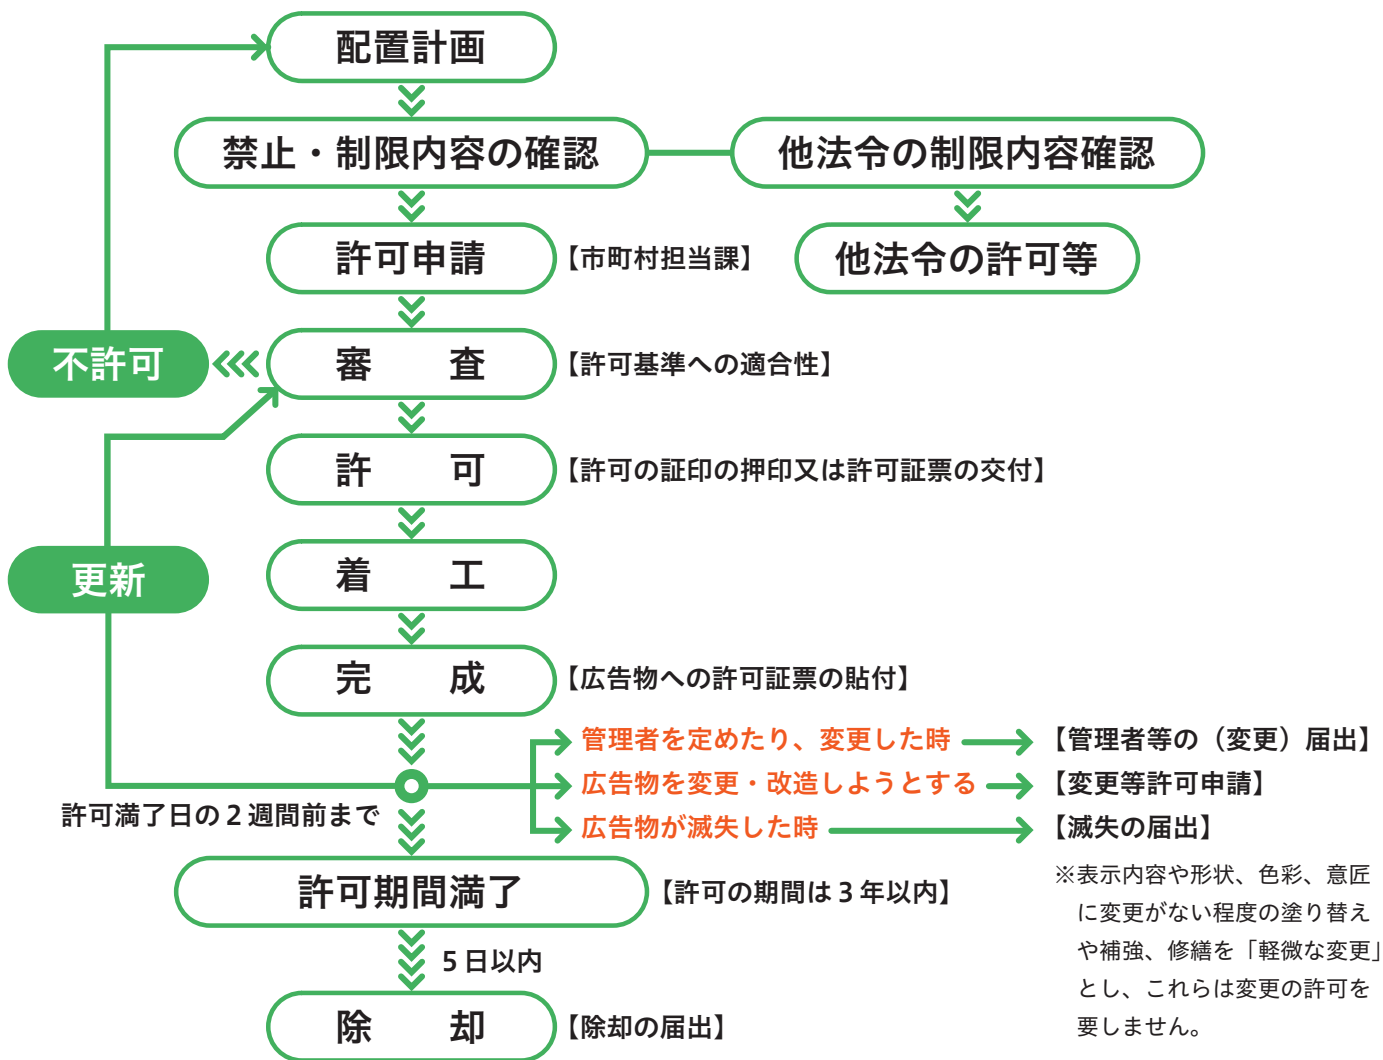 配置計画
禁止・制限内容の確認
他法令の制限内容確認
許可申請
【市町村担当課】
他法令の許可等
不許可
審　査
【許可基準への適合性】
許　可
【許可の証印の押印又は許可証票の交付】
更新
着　工
完　成
【広告物への許可証票の貼付】
管理者を定めたり、変更した時
【管理者等の（変更）届出】
広告物を変更・改造しようとする
【変更等許可申請】
許可満了日の２週間前まで
広告物が滅失した時
【滅失の届出】
許可期間満了
【許可の期間は３年以内】
※表示内容や形状、色彩、意匠
に変更がない程度の塗り替え
や補強、修繕を「軽微な変更」
とし、これらは変更の許可を
要しません。
５日以内
除　却
【除却の届出】